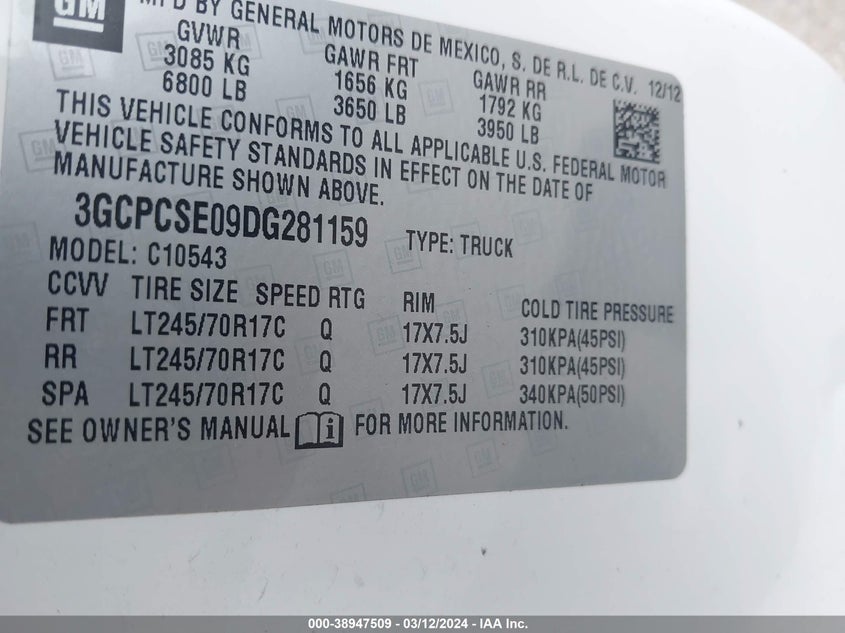 GM
MFD BY GENERAL MOTORS DE MEXICO, S. DE R.L. DE C.V. 12/12
GVWR GAWR FRT GAWR RR
3085 KG 1656 KG 1792 KG
6800 LB 3650 LB 3950 LB
THIS VEHICLE CONFORMS TO ALL APPLICABLE U.S. FEDERAL MOTOR
VEHICLE SAFETY STANDARDS IN EFFECT ON THE DATE OF
MANUFACTURE SHOWN ABOVE.
3GCPCSE09DG281159 TYPE: TRUCK
MODEL: C10543
CCVV TIRE SIZE SPEED RTG RIM COLD TIRE PRESSURE
FRT LT245/70R17C Q 17X7.5J 310KPA(45PSI)
RR LT245/70R17C Q 17X7.5J 310KPA(45PSI)
SPA LT245/70R17C Q 17X7.5J 340KPA(50PSI)
SEE OWNER'S MANUAL i FOR MORE INFORMATION.
000-38947509 - 03/12/2024 - IAA Inc.